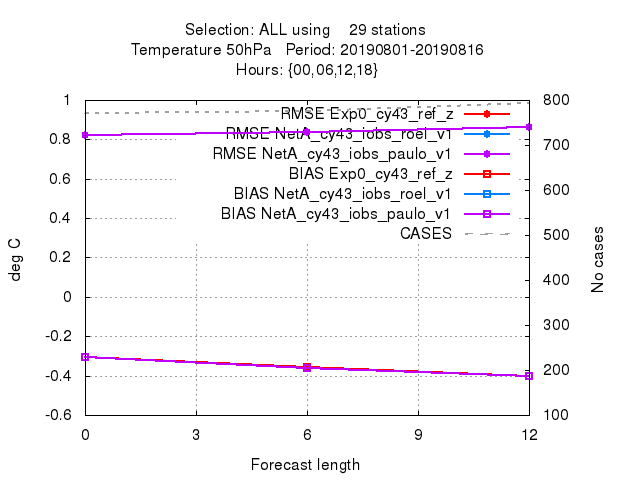 Selection: ALL using 29 stations
Temperature 50hPa Period: 20190801-20190816
Hours: {00,06,12,18}
RMSE Exp0_cy43_ref_z
RMSE NetA_cy43_iobs_roel_v1
RMSE NetA_cy43_iobs_paulo_v1
BIAS Exp0_cy43_ref_z
BIAS NetA_cy43_iobs_roel_v1
BIAS NetA_cy43_iobs_paulo_v1
CASES
1
0.8
0.6
0.4
0.2
0
-0.2
-0.4
-0.6
deg C
800
700
600
500
400
300
200
100
No cases
0 3 6 9 12
Forecast length